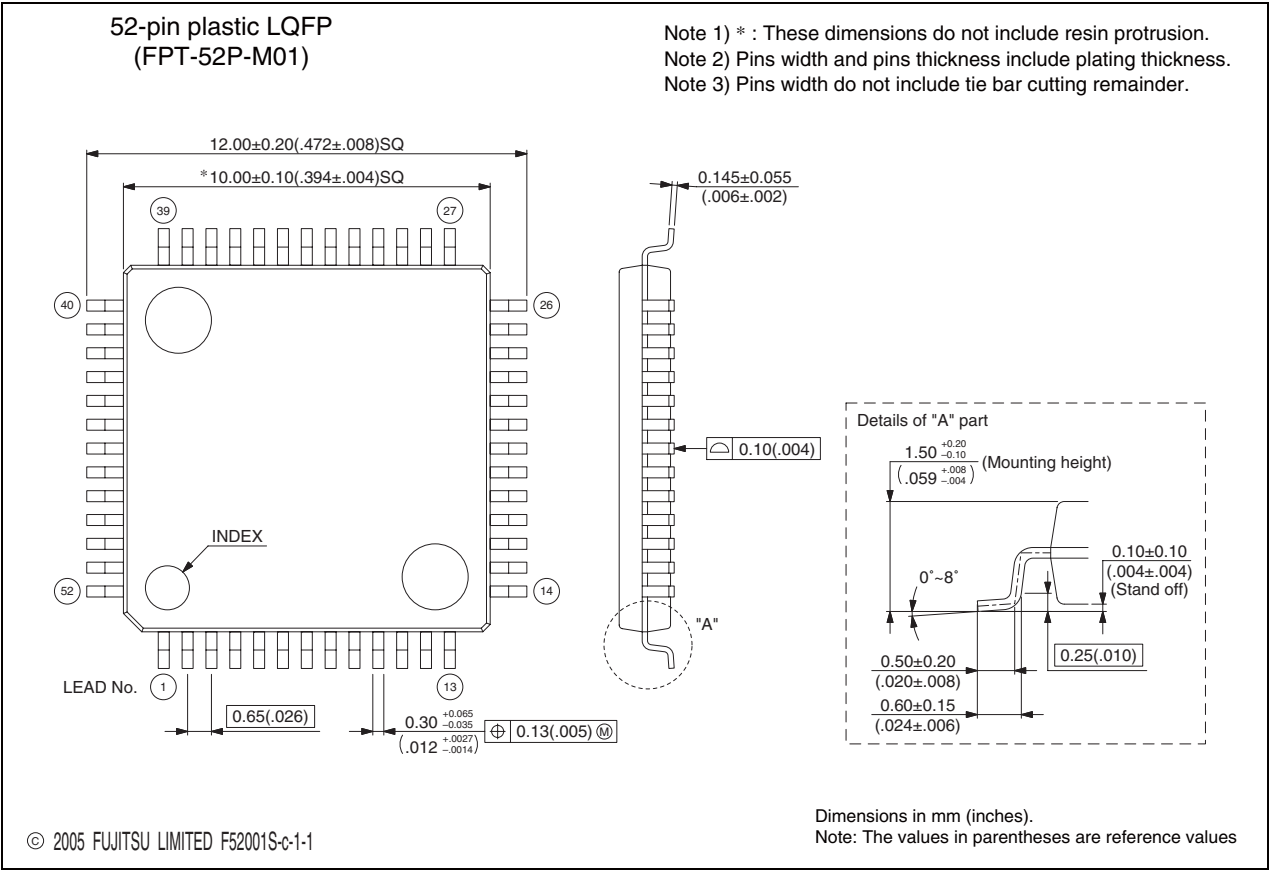 52-pin plastic LQFP
(FPT-52P-M01)
Note 1) * : These dimensions do not include resin protrusion.
Note 2) Pins width and pins thickness include plating thickness.
Note 3) Pins width do not include tie bar cutting remainder.
12.00±0.20(.472±.008)SQ
*10.00±0.10(.394±.004)SQ
39
27
40
26
INDEX
52
14
LEAD No.
1
13
0.65(.026)
0.30 +0.065 −0.035
(.012 +.0027 −.0014)
⌖ 0.13(.005) Ⓜ
0.145±0.055
(.006±.002)
⌓ 0.10(.004)
"A"
Details of "A" part
1.50 +0.20 −0.10 (Mounting height)
(.059 +.008 −.004)
0˚~8˚
0.10±0.10
(.004±.004)
(Stand off)
0.25(.010)
0.50±0.20
(.020±.008)
0.60±0.15
(.024±.006)
© 2005 FUJITSU LIMITED F52001S-c-1-1
Dimensions in mm (inches).
Note: The values in parentheses are reference values